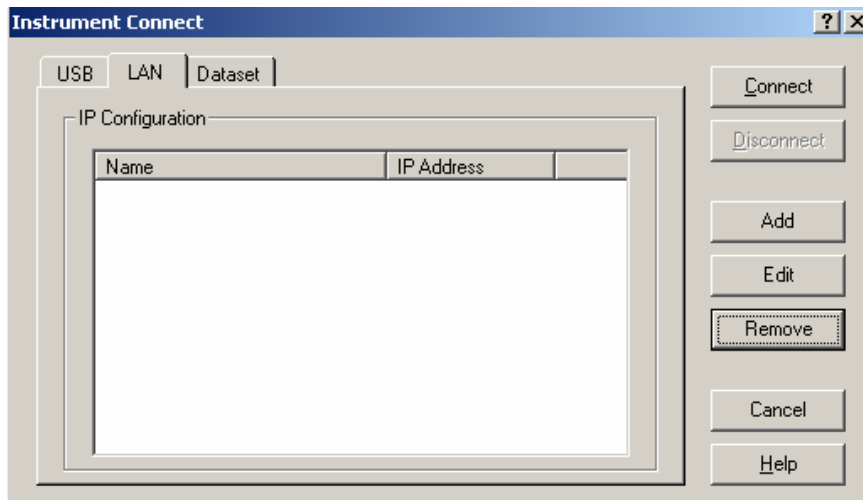 Instrument Connect
USB LAN Dataset
IP Configuration
Name IP Address
Connect
Disconnect
Add
Edit
Remove
Cancel
Help